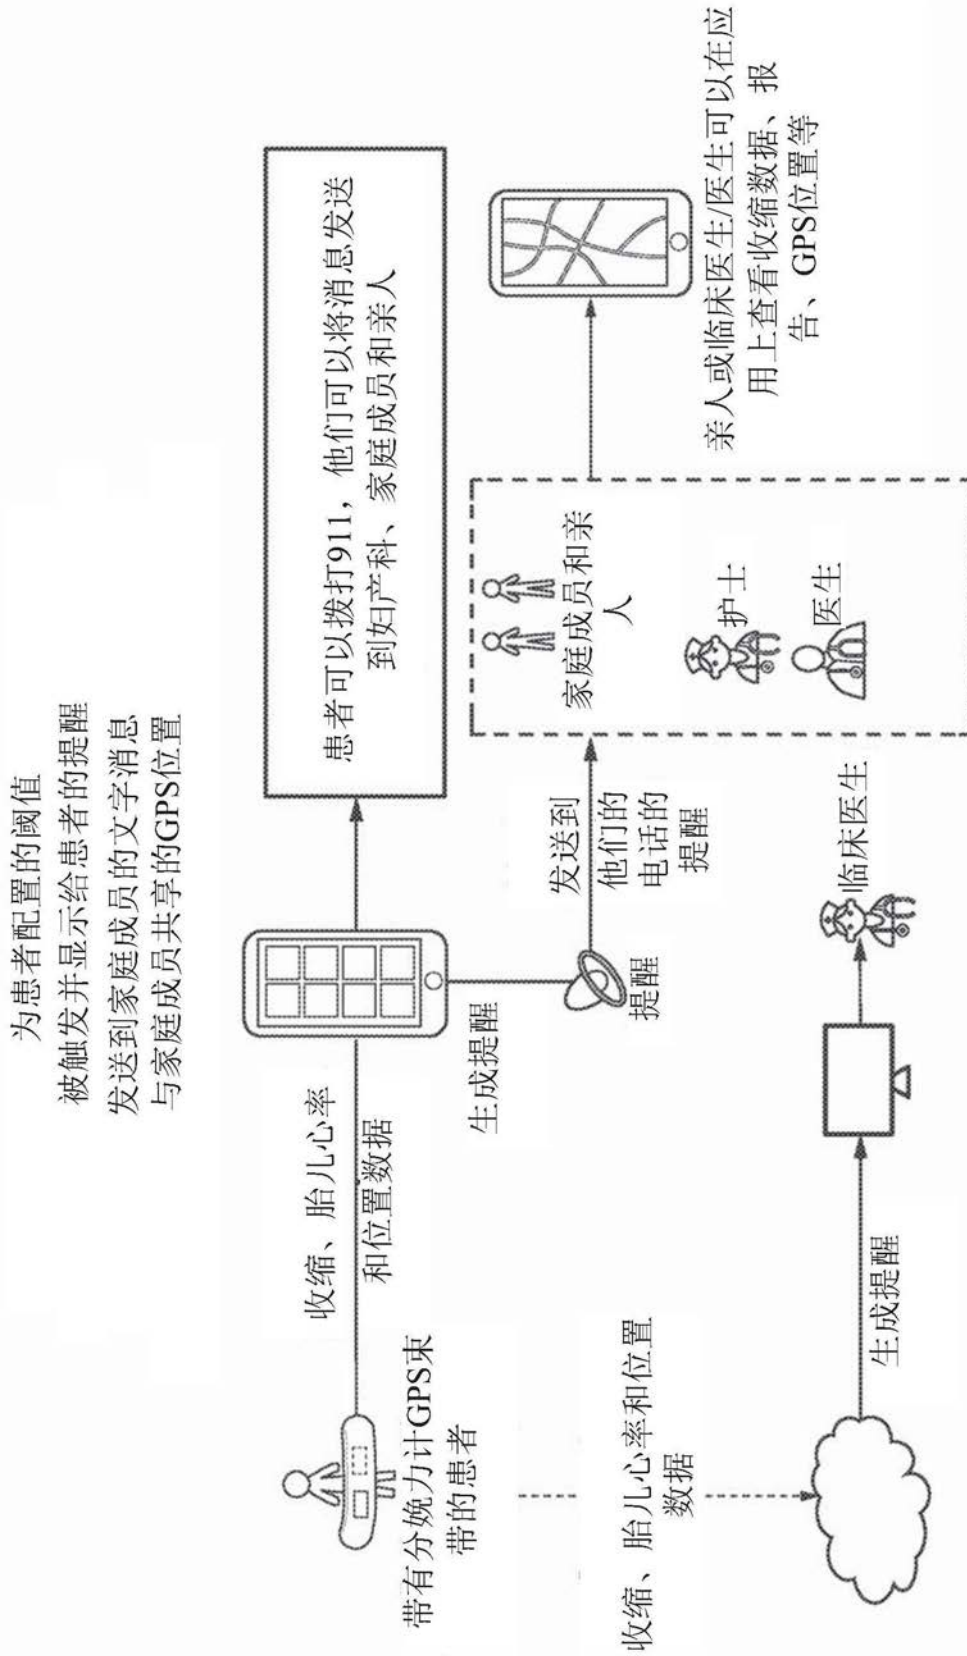 为患者配置的阈值
被触发并显示给患者的提醒
发送到家庭成员的文字消息
与家庭成员共享的GPS位置
收缩、胎儿心率
和位置数据
患者可以拨打911，他们可以将消息发送
到妇产科、家庭成员和亲人
带有分娩力计GPS束
带的患者
生成提醒
提醒
发送到
他们的
电话的
提醒
家庭成员和亲
人
护士
医生
亲人或临床医生/医生可以在应
用上查看收缩数据、报
告、GPS位置等
收缩、胎儿心率和位置
数据
生成提醒
临床医生